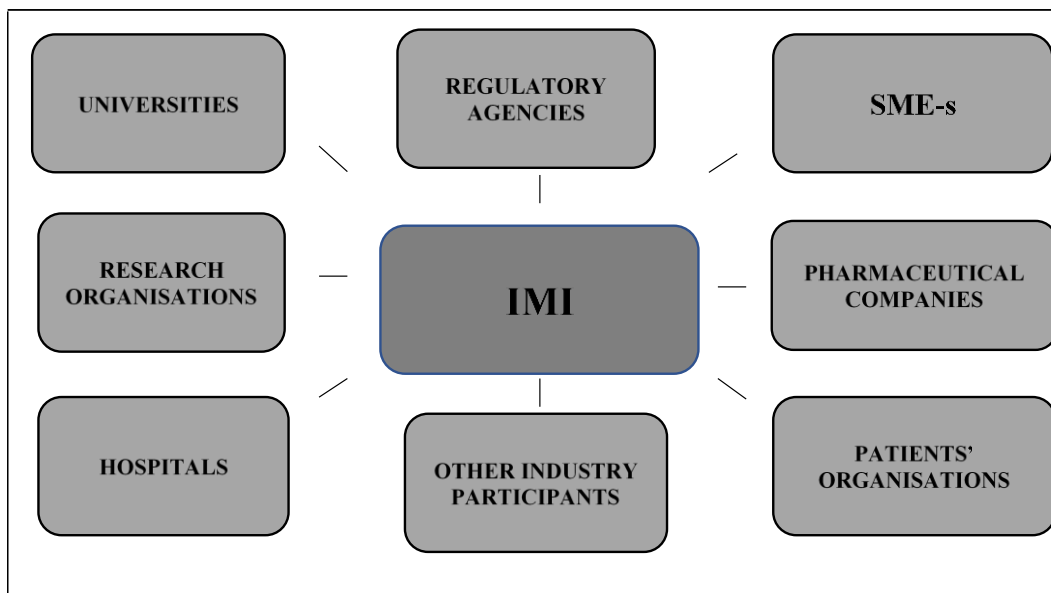 UNIVERSITIES
REGULATORY
AGENCIES
SME-s
RESEARCH
ORGANISATIONS
IMI
PHARMACEUTICAL
COMPANIES
HOSPITALS
OTHER INDUSTRY
PARTICIPANTS
PATIENTS’
ORGANISATIONS